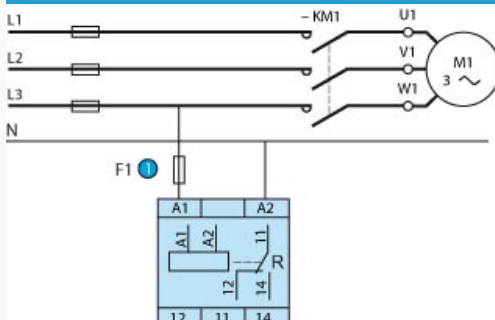 L1
– KM1
U1
L2
V1
M1
3 ~
L3
W1
N
F1 1
A1 A2
A1 A2 11
R
12 14
12 11 14